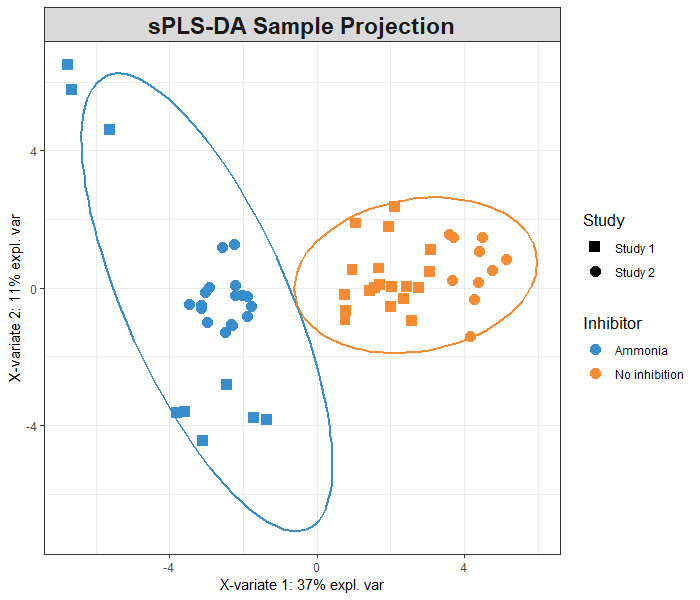 sPLS-DA Sample Projection
X-variate 2: 11% expl. var
4
0
-4
-4
0
4
X-variate 1: 37% expl. var
Study
Study 1
Study 2
Inhibitor
Ammonia
No inhibition